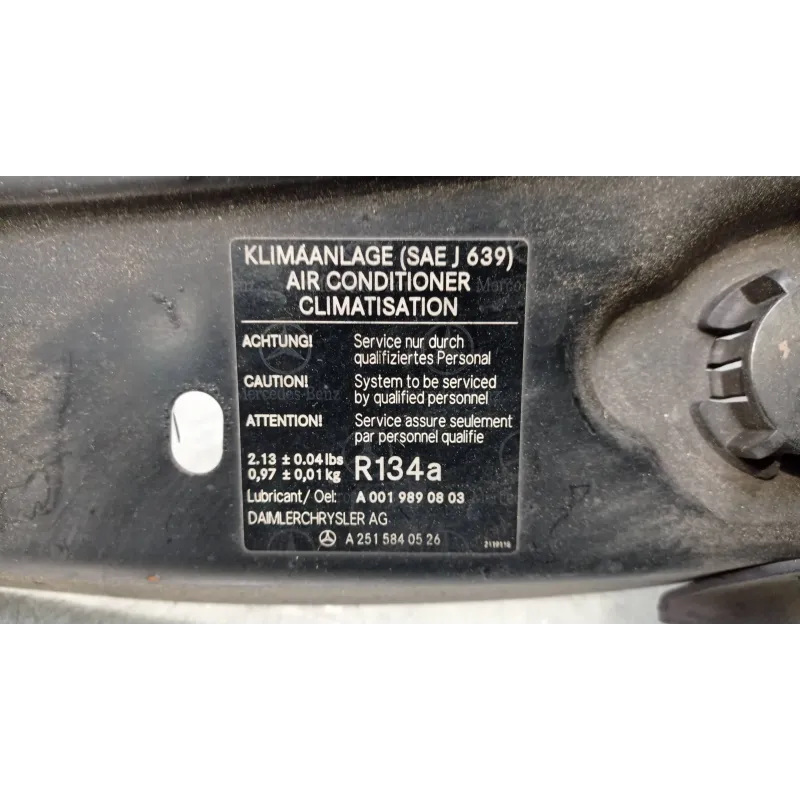 KLIMAANLAGE (SAE J 639)
AIR CONDITIONER
CLIMATISATION
ACHTUNG! Service nur durch
qualifiziertes Personal
CAUTION! System to be serviced
by qualified personnel
Mercedes-Benz
ATTENTION! Service assure seulement
par personnel qualifie
2.13 ± 0.04 lbs
0,97 ± 0,01 kg R134a
Lubricant/ Oel: A 001 989 08 03
DAIMLERCHRYSLER AG
A 251 584 05 26